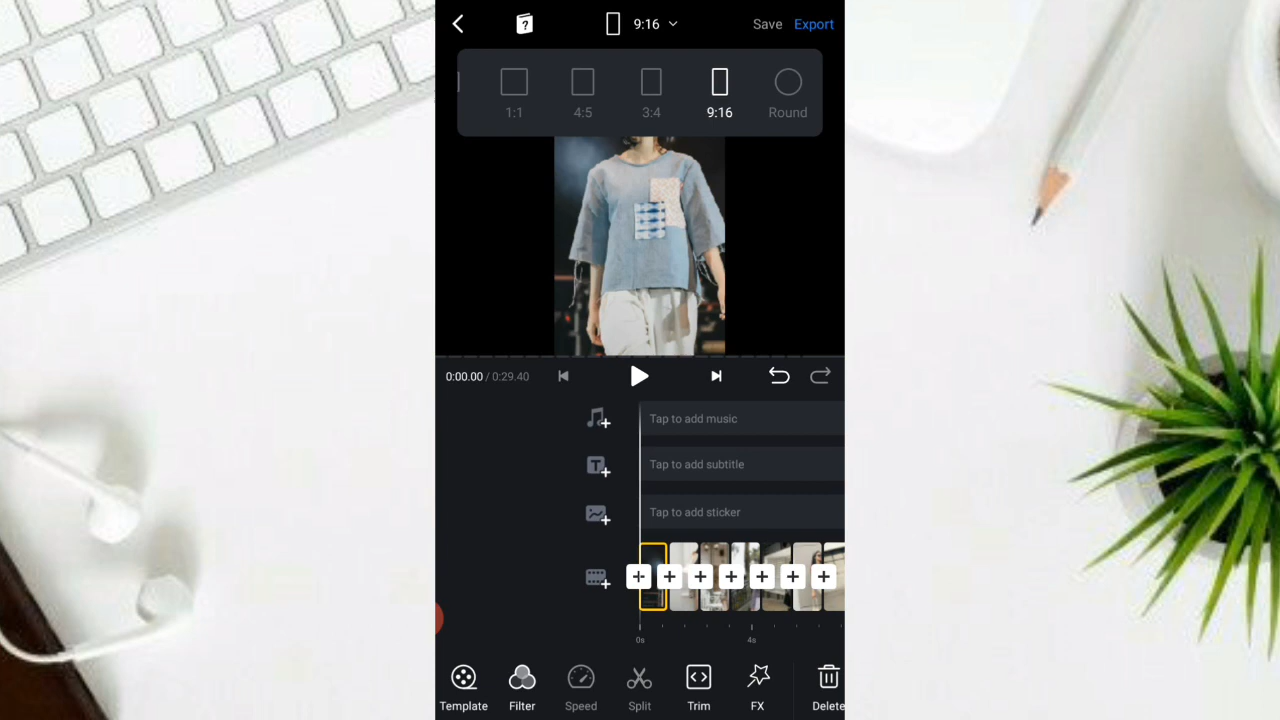 9:16
Save
Export
1:1
4:5
3:4
9:16
Round
0:00.00 / 0:29.40
Tap to add music
Tap to add subtitle
Tap to add sticker
0s
4s
Template
Filter
Speed
Split
Trim
FX
Delete